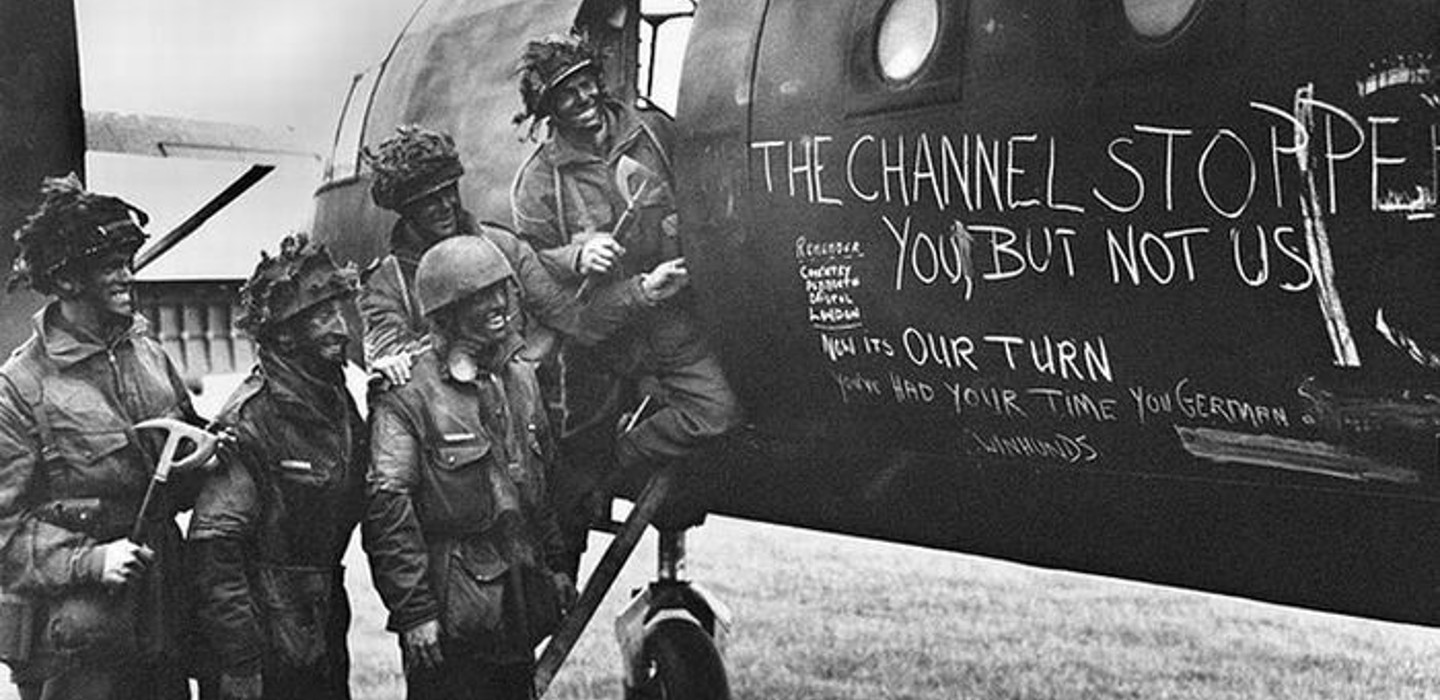 THE CHANNEL STOPPE
YOU, BUT NOT US
REMEMBER
COVENTRY
PLYMOUTH
BRISTOL
LONDON
NOW ITS OUR TURN
YOU'VE HAD YOUR TIME YOU GERMAN